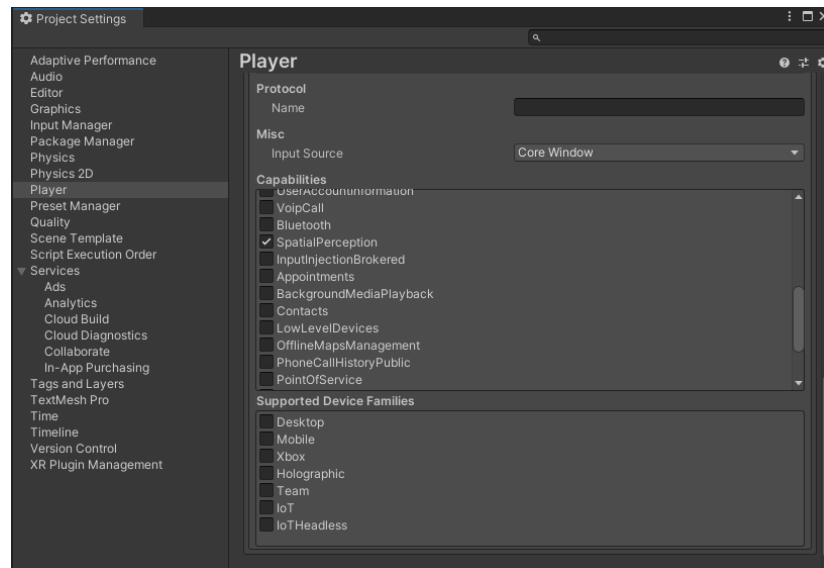 Project Settings
Adaptive Performance
Audio
Editor
Graphics
Input Manager
Package Manager
Physics
Physics 2D
Player
Preset Manager
Quality
Scene Template
Script Execution Order
Services
Ads
Analytics
Cloud Build
Cloud Diagnostics
Collaborate
In-App Purchasing
Tags and Layers
TextMesh Pro
Time
Timeline
Version Control
XR Plugin Management
Player
Protocol
Name
Misc
Input Source Core Window
Capabilities
UserAccountInformation
VoipCall
Bluetooth
SpatialPerception
InputInjectionBrokered
Appointments
BackgroundMediaPlayback
Contacts
LowLevelDevices
OfflineMapsManagement
PhoneCallHistoryPublic
PointOfService
Supported Device Families
Desktop
Mobile
Xbox
Holographic
Team
IoT
IoTHeadless